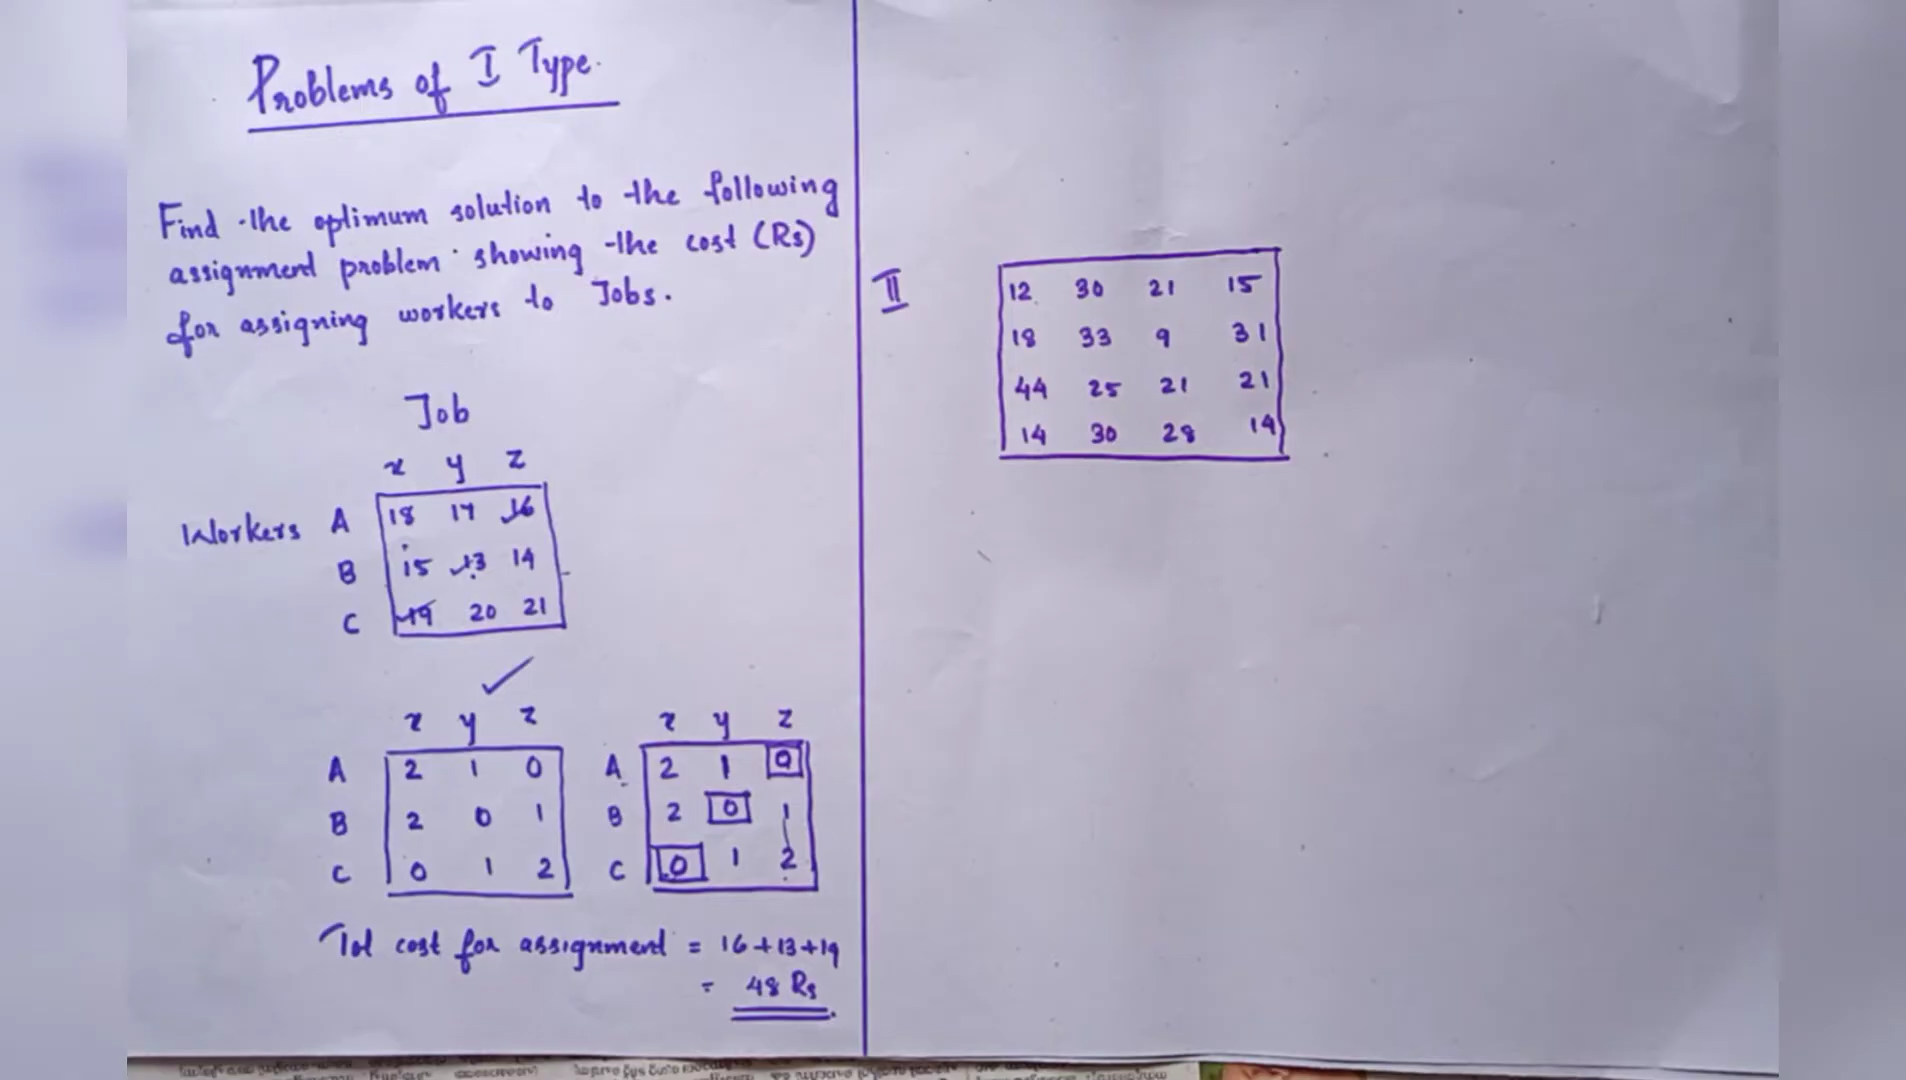 Problems of I Type.
Find the optimum solution to the following
assignment problem showing the cost (Rs)
for assigning workers to Jobs.
Job
x y z
Workers A 18 17 16
B 15 13 14
C 19 20 21
x y z
A 2 1 0
B 2 0 1
C 0 1 2
x y z
A 2 1 0
B 2 0 1
C 0 1 2
Tot cost for assignment = 16+13+19
= 48 Rs.
II
12 30 21 15
18 33 9 31
44 25 21 21
14 30 28 14